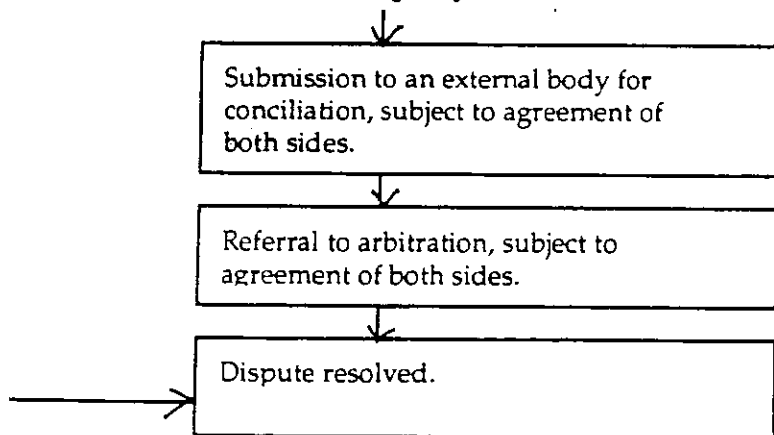 Submission to an external body for
conciliation, subject to agreement of
both sides.
Referral to arbitration, subject to
agreement of both sides.
Dispute resolved.